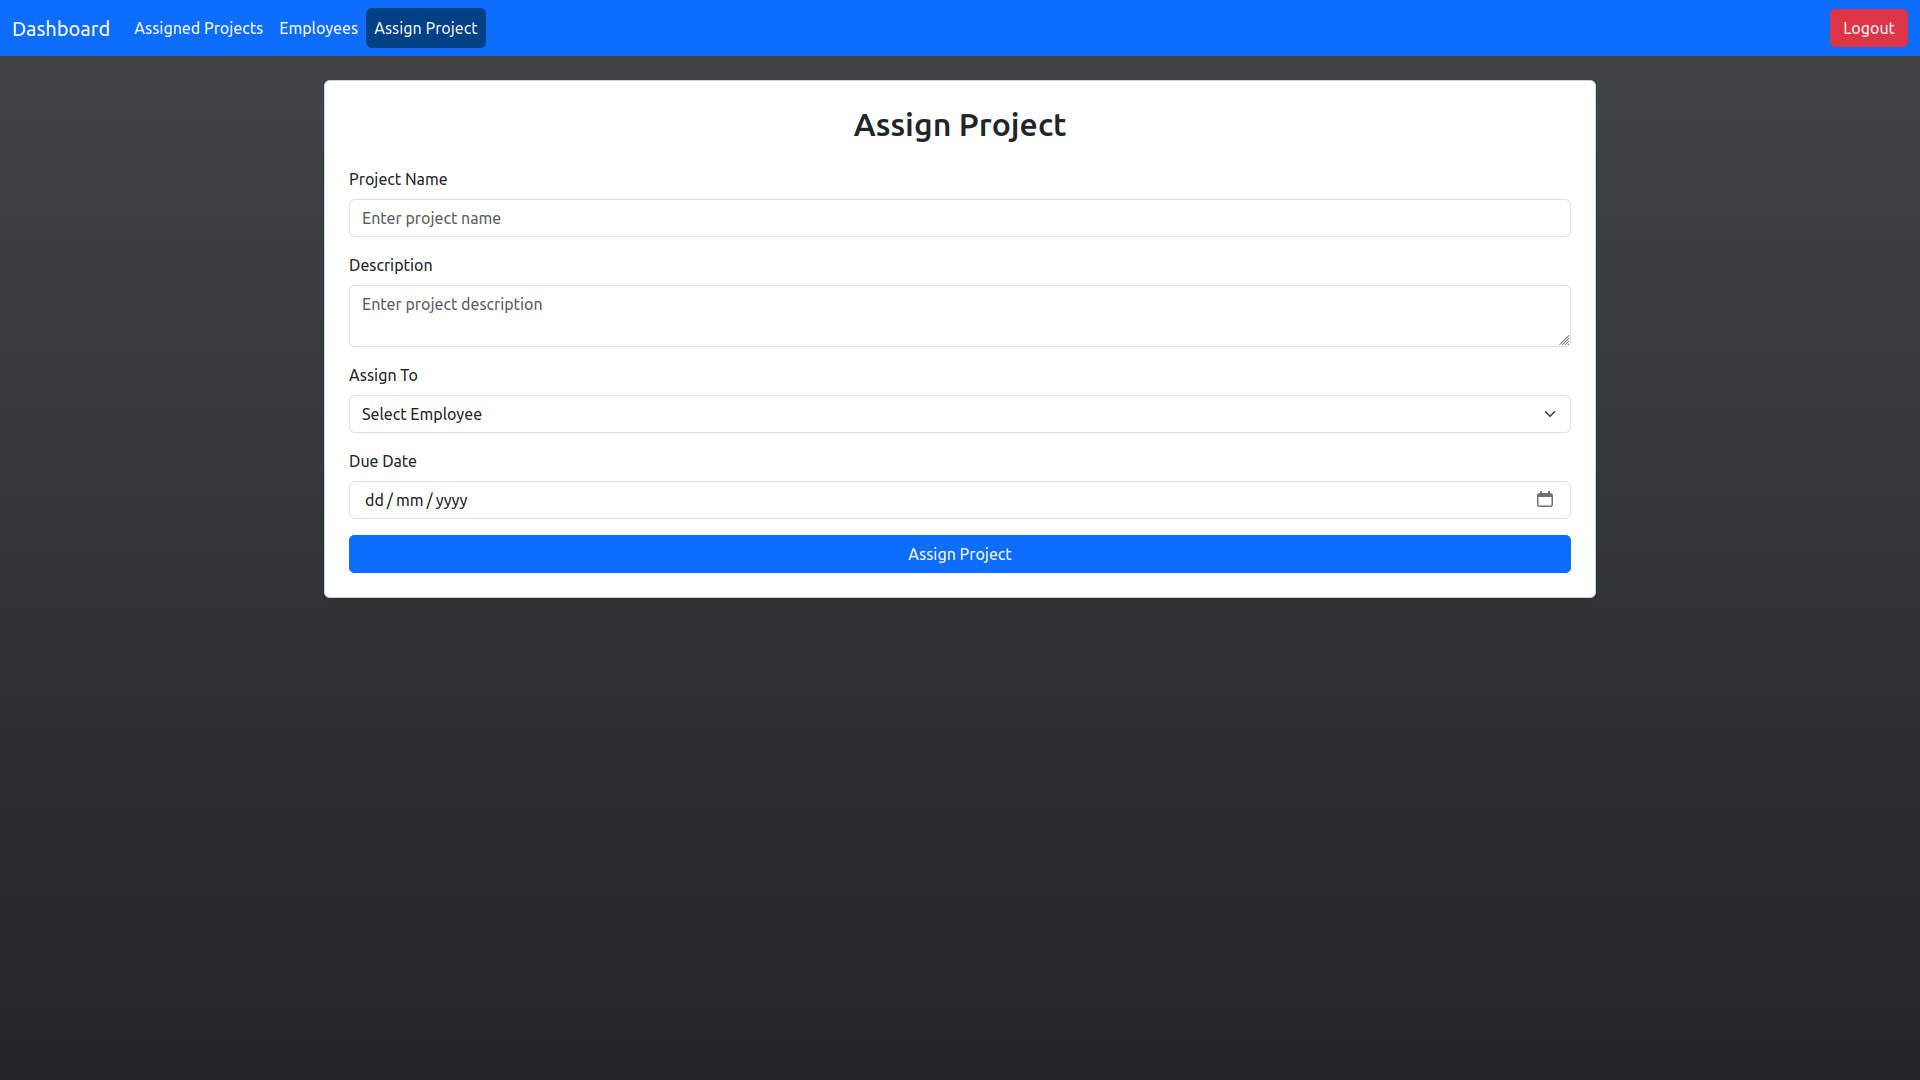 Dashboard Assigned Projects Employees Assign Project Logout
Assign Project
Project Name
Enter project name
Description
Enter project description
Assign To
Select Employee
Due Date
dd/mm/yyyy
Assign Project